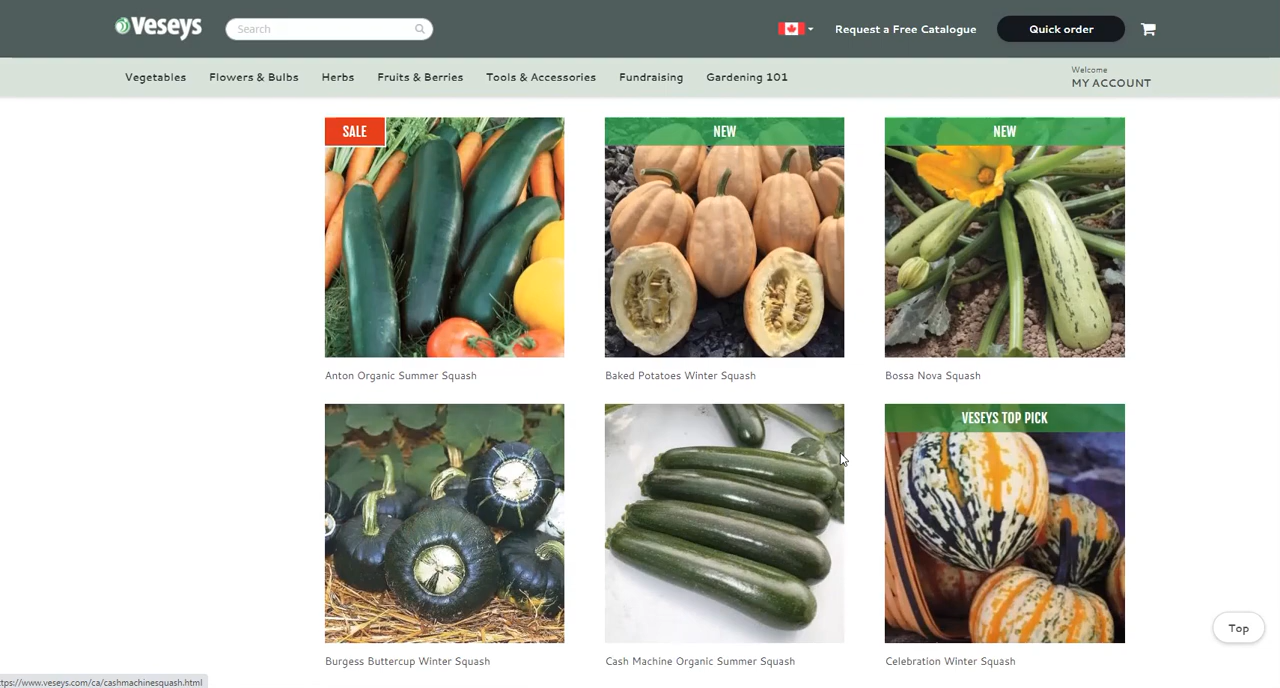 Veseys
Search
Request a Free Catalogue
Quick order
Vegetables
Flowers & Bulbs
Herbs
Fruits & Berries
Tools & Accessories
Fundraising
Gardening 101
Welcome
MY ACCOUNT
SALE
NEW
NEW
Anton Organic Summer Squash
Baked Potatoes Winter Squash
Bossa Nova Squash
VESEYS TOP PICK
Burgess Buttercup Winter Squash
Cash Machine Organic Summer Squash
Celebration Winter Squash
Top
ttps://www.veseys.com/ca/cashmachinesquash.html